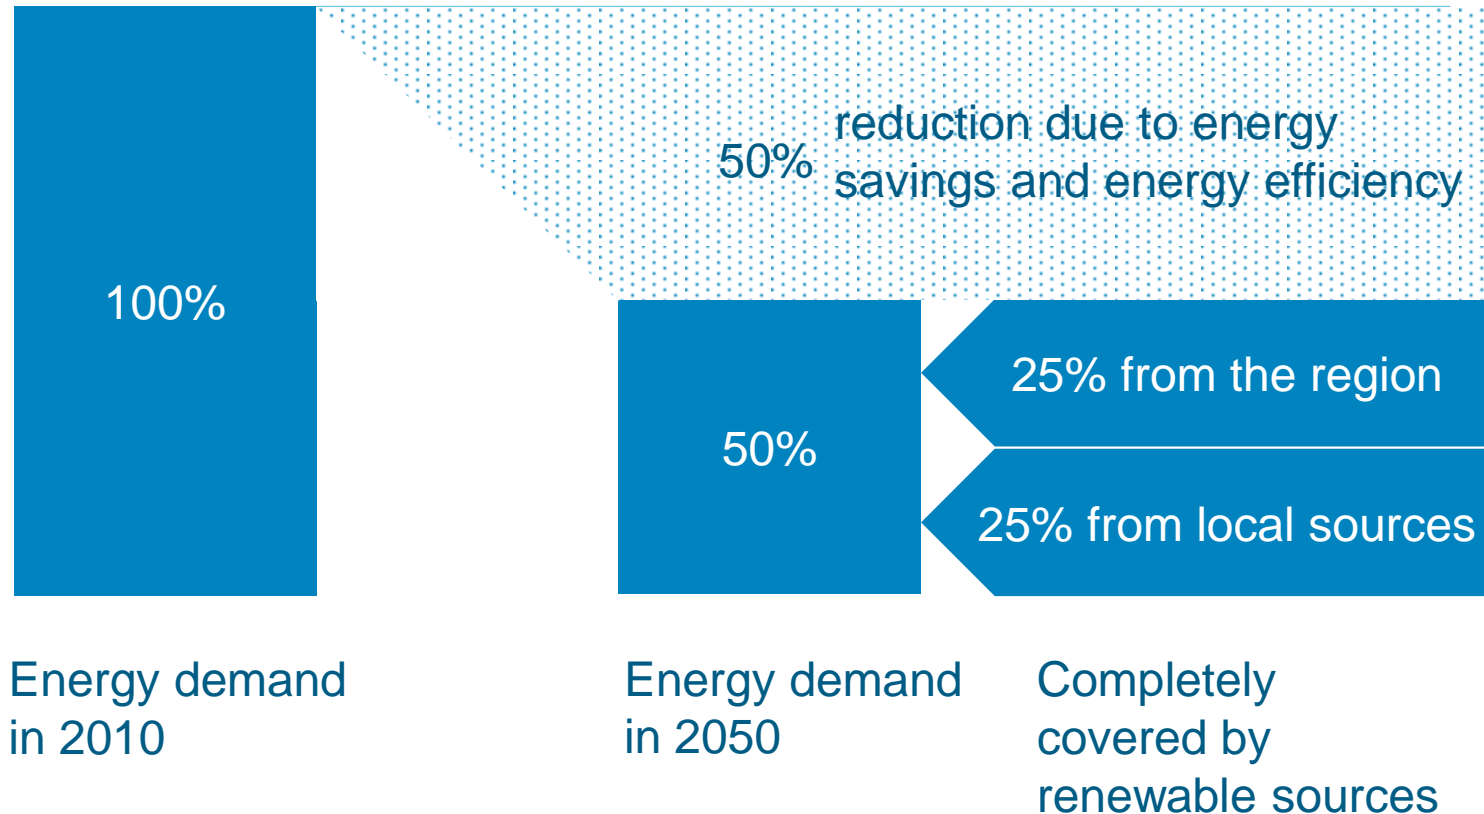 100%
50%
reduction due to energy
savings and energy efficiency
50%
25% from the region
25% from local sources
Energy demand
in 2010
Energy demand
in 2050
Completely
covered by
renewable sources